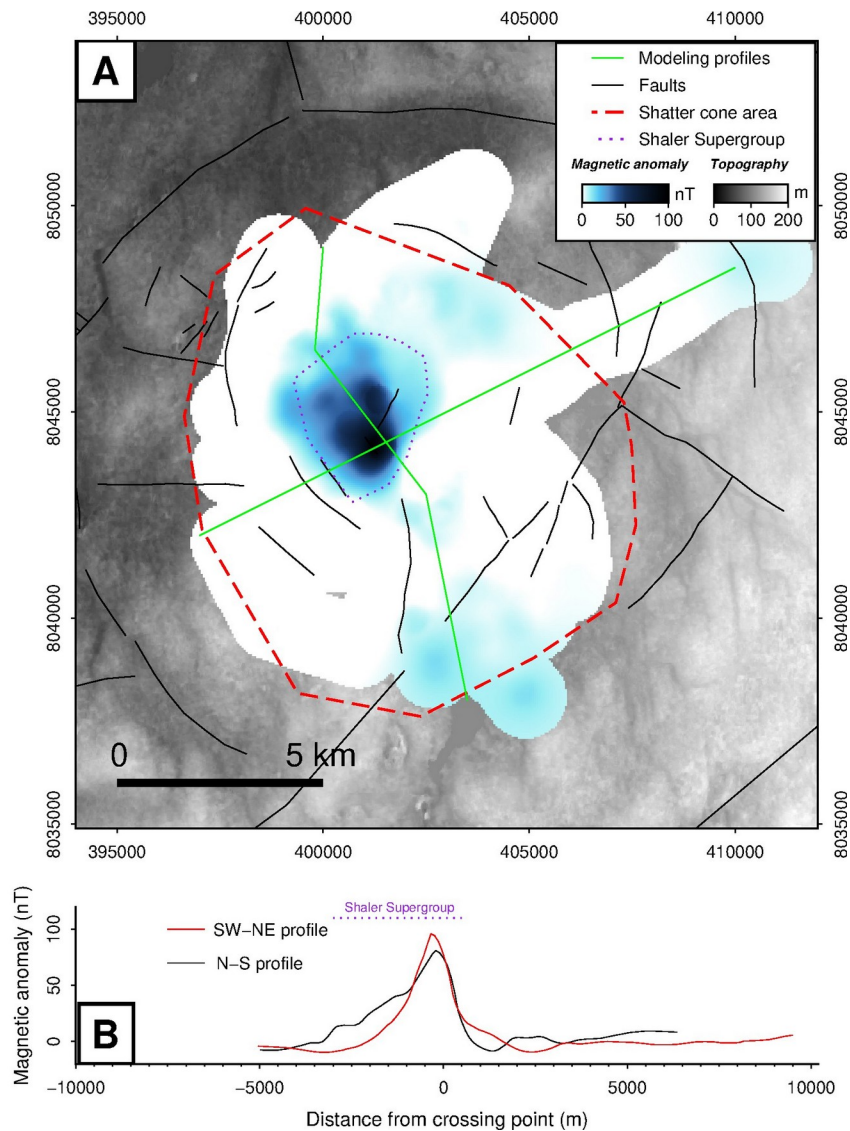 395000 400000 405000 410000
A
Modeling profiles
Faults
Shatter cone area
Shaler Supergroup
Magnetic anomaly Topography
nT m
0 50 100 0 100 200
8050000 8050000
8045000 8045000
8040000 8040000
0 5 km
8035000 8035000
395000 400000 405000 410000
Shaler Supergroup
SW−NE profile
N−S profile
Magnetic anomaly (nT)
100
50
0
B
−10000 −5000 0 5000 10000
Distance from crossing point (m)